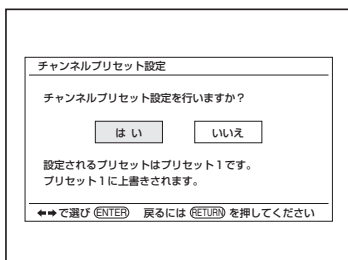 チャンネルプリセット設定
チャンネルプリセット設定を行いますか？
は い　いいえ
設定されるプリセットはプリセット1です。
プリセット1に上書きされます。
⬅➡で選び ENTER 戻るには RETURN を押してください